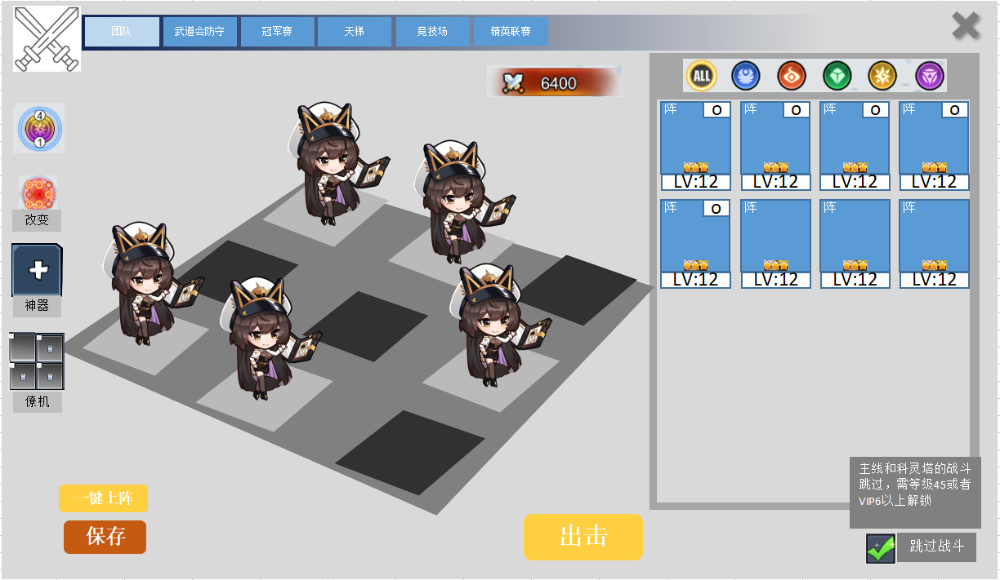 团队
武道会防守
冠军赛
天梯
竞技场
精英联赛
6400
ALL
4
1
改变
神器
僚机
阵
O
阵
O
阵
O
阵
O
LV:12
LV:12
LV:12
LV:12
阵
O
阵
阵
阵
LV:12
LV:12
LV:12
LV:12
主线和科灵塔的战斗
跳过，需等级45或者
VIP6以上解锁
一键上阵
保存
出击
跳过战斗